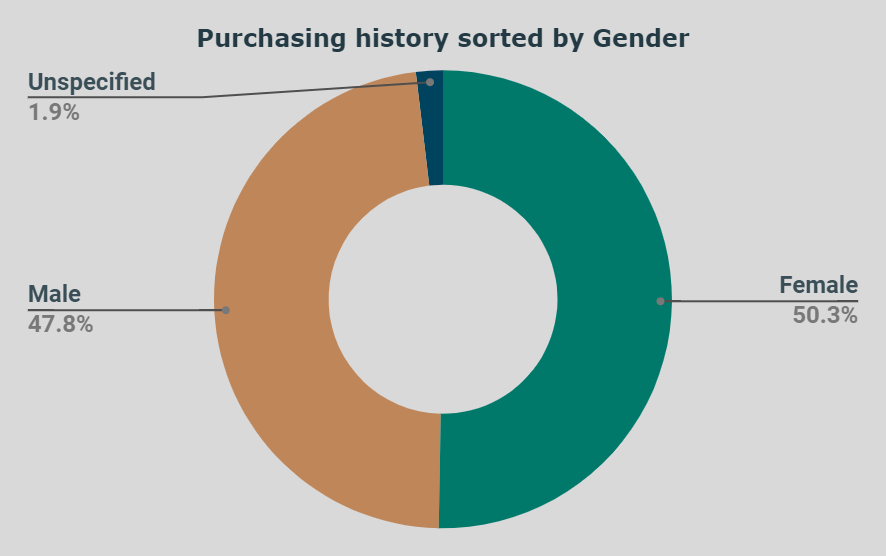 Purchasing history sorted by Gender
Unspecified
1.9%
Male
47.8%
Female
50.3%